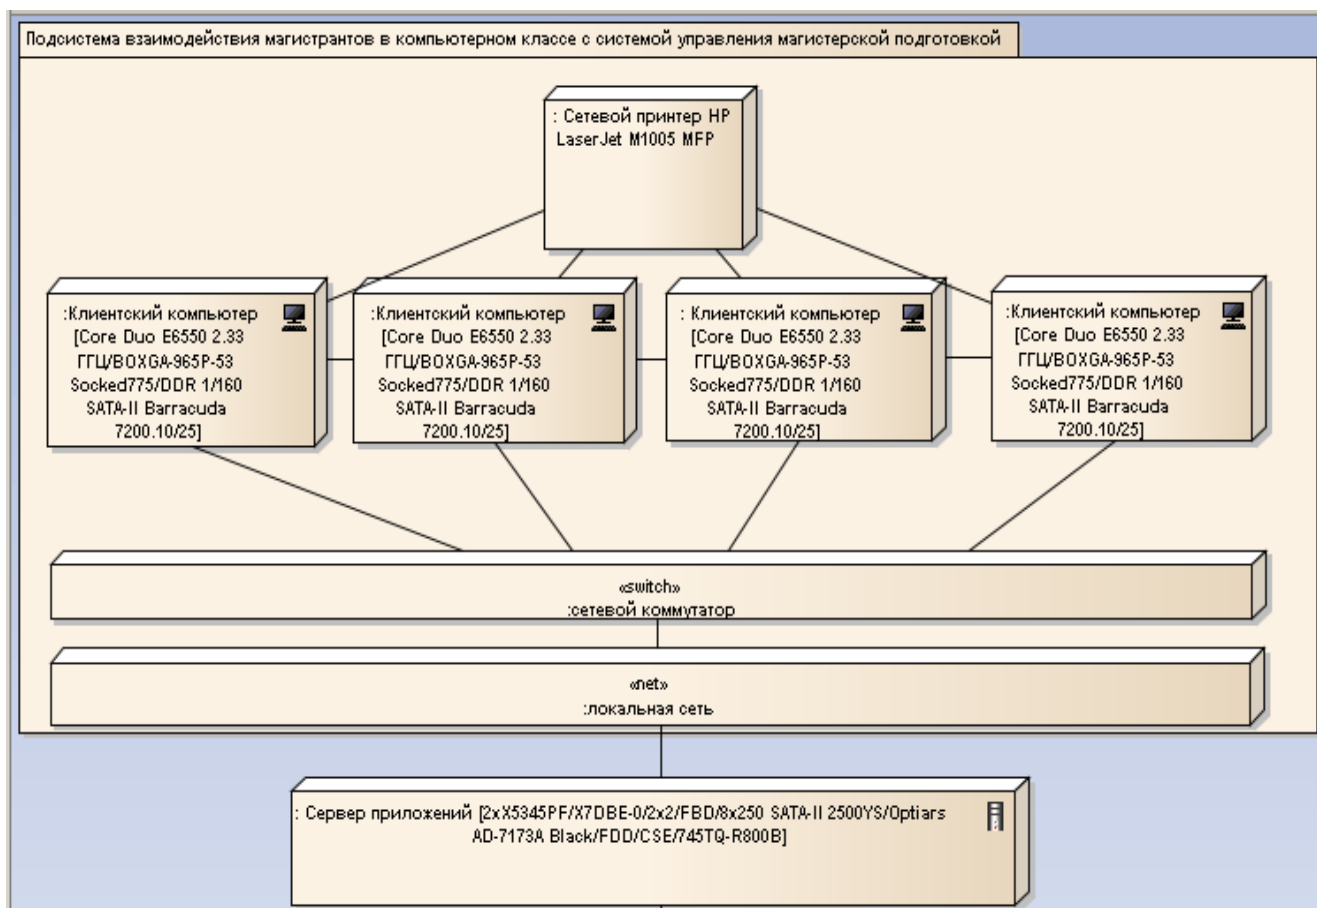 Подсистема взаимодействия магистрантов в компьютерном классе с системой управления магистерской подготовкой
: Сетевой принтер HP
LaserJet M1005 MFP
:Клиентский компьютер
[Core Duo E6550 2.33
ГГЦ/BOXGA-965P-53
Socked775/DDR 1/160
SATA-II Barracuda
7200.10/25]
:Клиентский компьютер
[Core Duo E6550 2.33
ГГЦ/BOXGA-965P-53
Socked775/DDR 1/160
SATA-II Barracuda
7200.10/25]
: Клиентский компьютер
[Core Duo E6550 2.33
ГГЦ/BOXGA-965P-53
Socked775/DDR 1/160
SATA-II Barracuda
7200.10/25]
:Клиентский компьютер
[Core Duo E6550 2.33
ГГЦ/BOXGA-965P-53
Socked775/DDR 1/160
SATA-II Barracuda
7200.10/25]
«switch»
:сетевой коммутатор
«net»
:локальная сеть
: Сервер приложений [2xX5345PF/X7DBE-0/2x2/FBD/8x250 SATA-II 2500YS/Optiars
AD-7173A Black/FDD/CSE/745TQ-R800B]